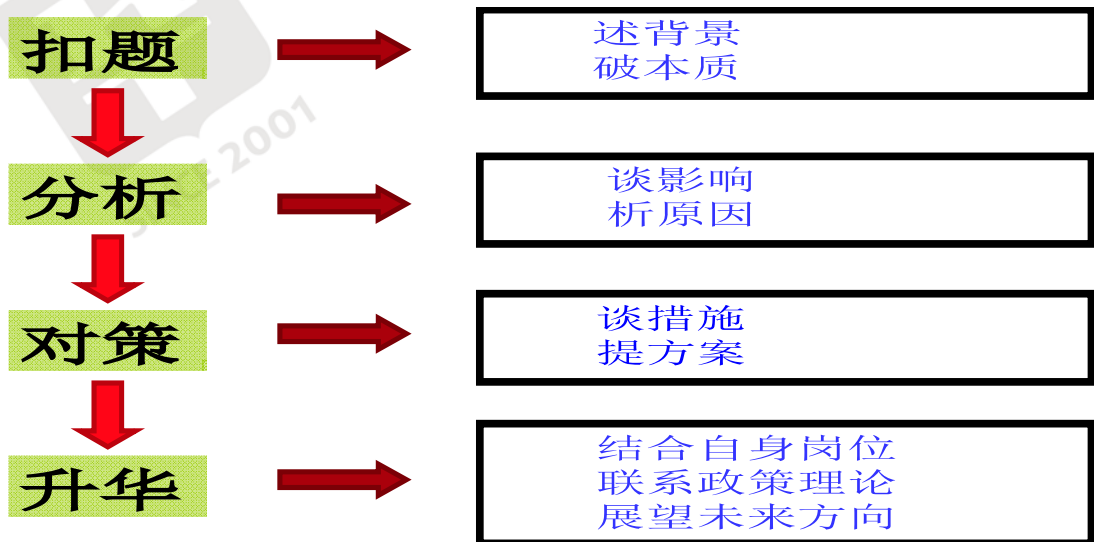 扣题
述背景
破本质
分析
谈影响
析原因
对策
谈措施
提方案
升华
结合自身岗位
联系政策理论
展望未来方向
SINCE 2001